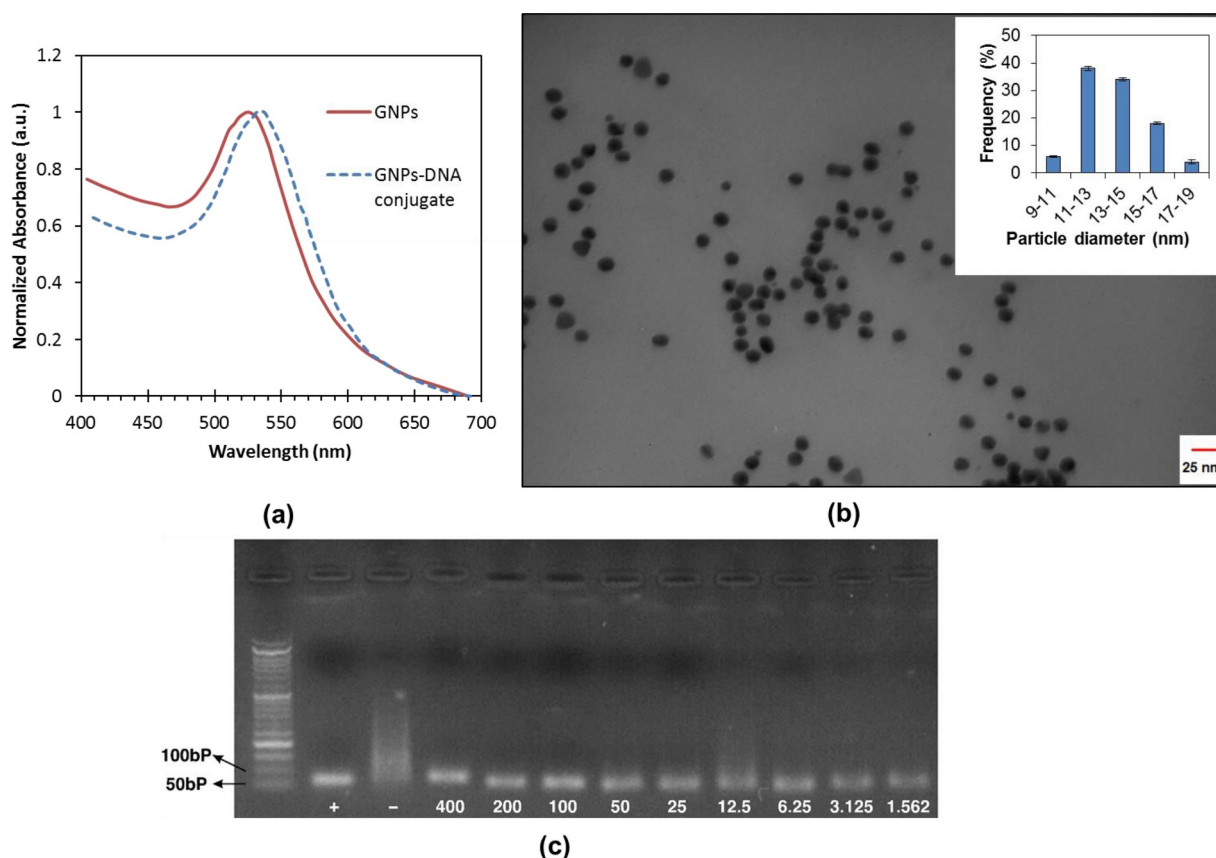 1.2
1
0.8
0.6
0.4
0.2
0
400 450 500 550 600 650 700
Normalized Absorbance (a.u.)
Wavelength (nm)
GNPs
GNPs-DNA
conjugate
(a)
50
40
30
20
10
0
Frequency (%)
9-11 11-13 13-15 15-17 17-19
Particle diameter (nm)
25 nm
(b)
100bP
50bP
+ − 400 200 100 50 25 12.5 6.25 3.125 1.562
(c)